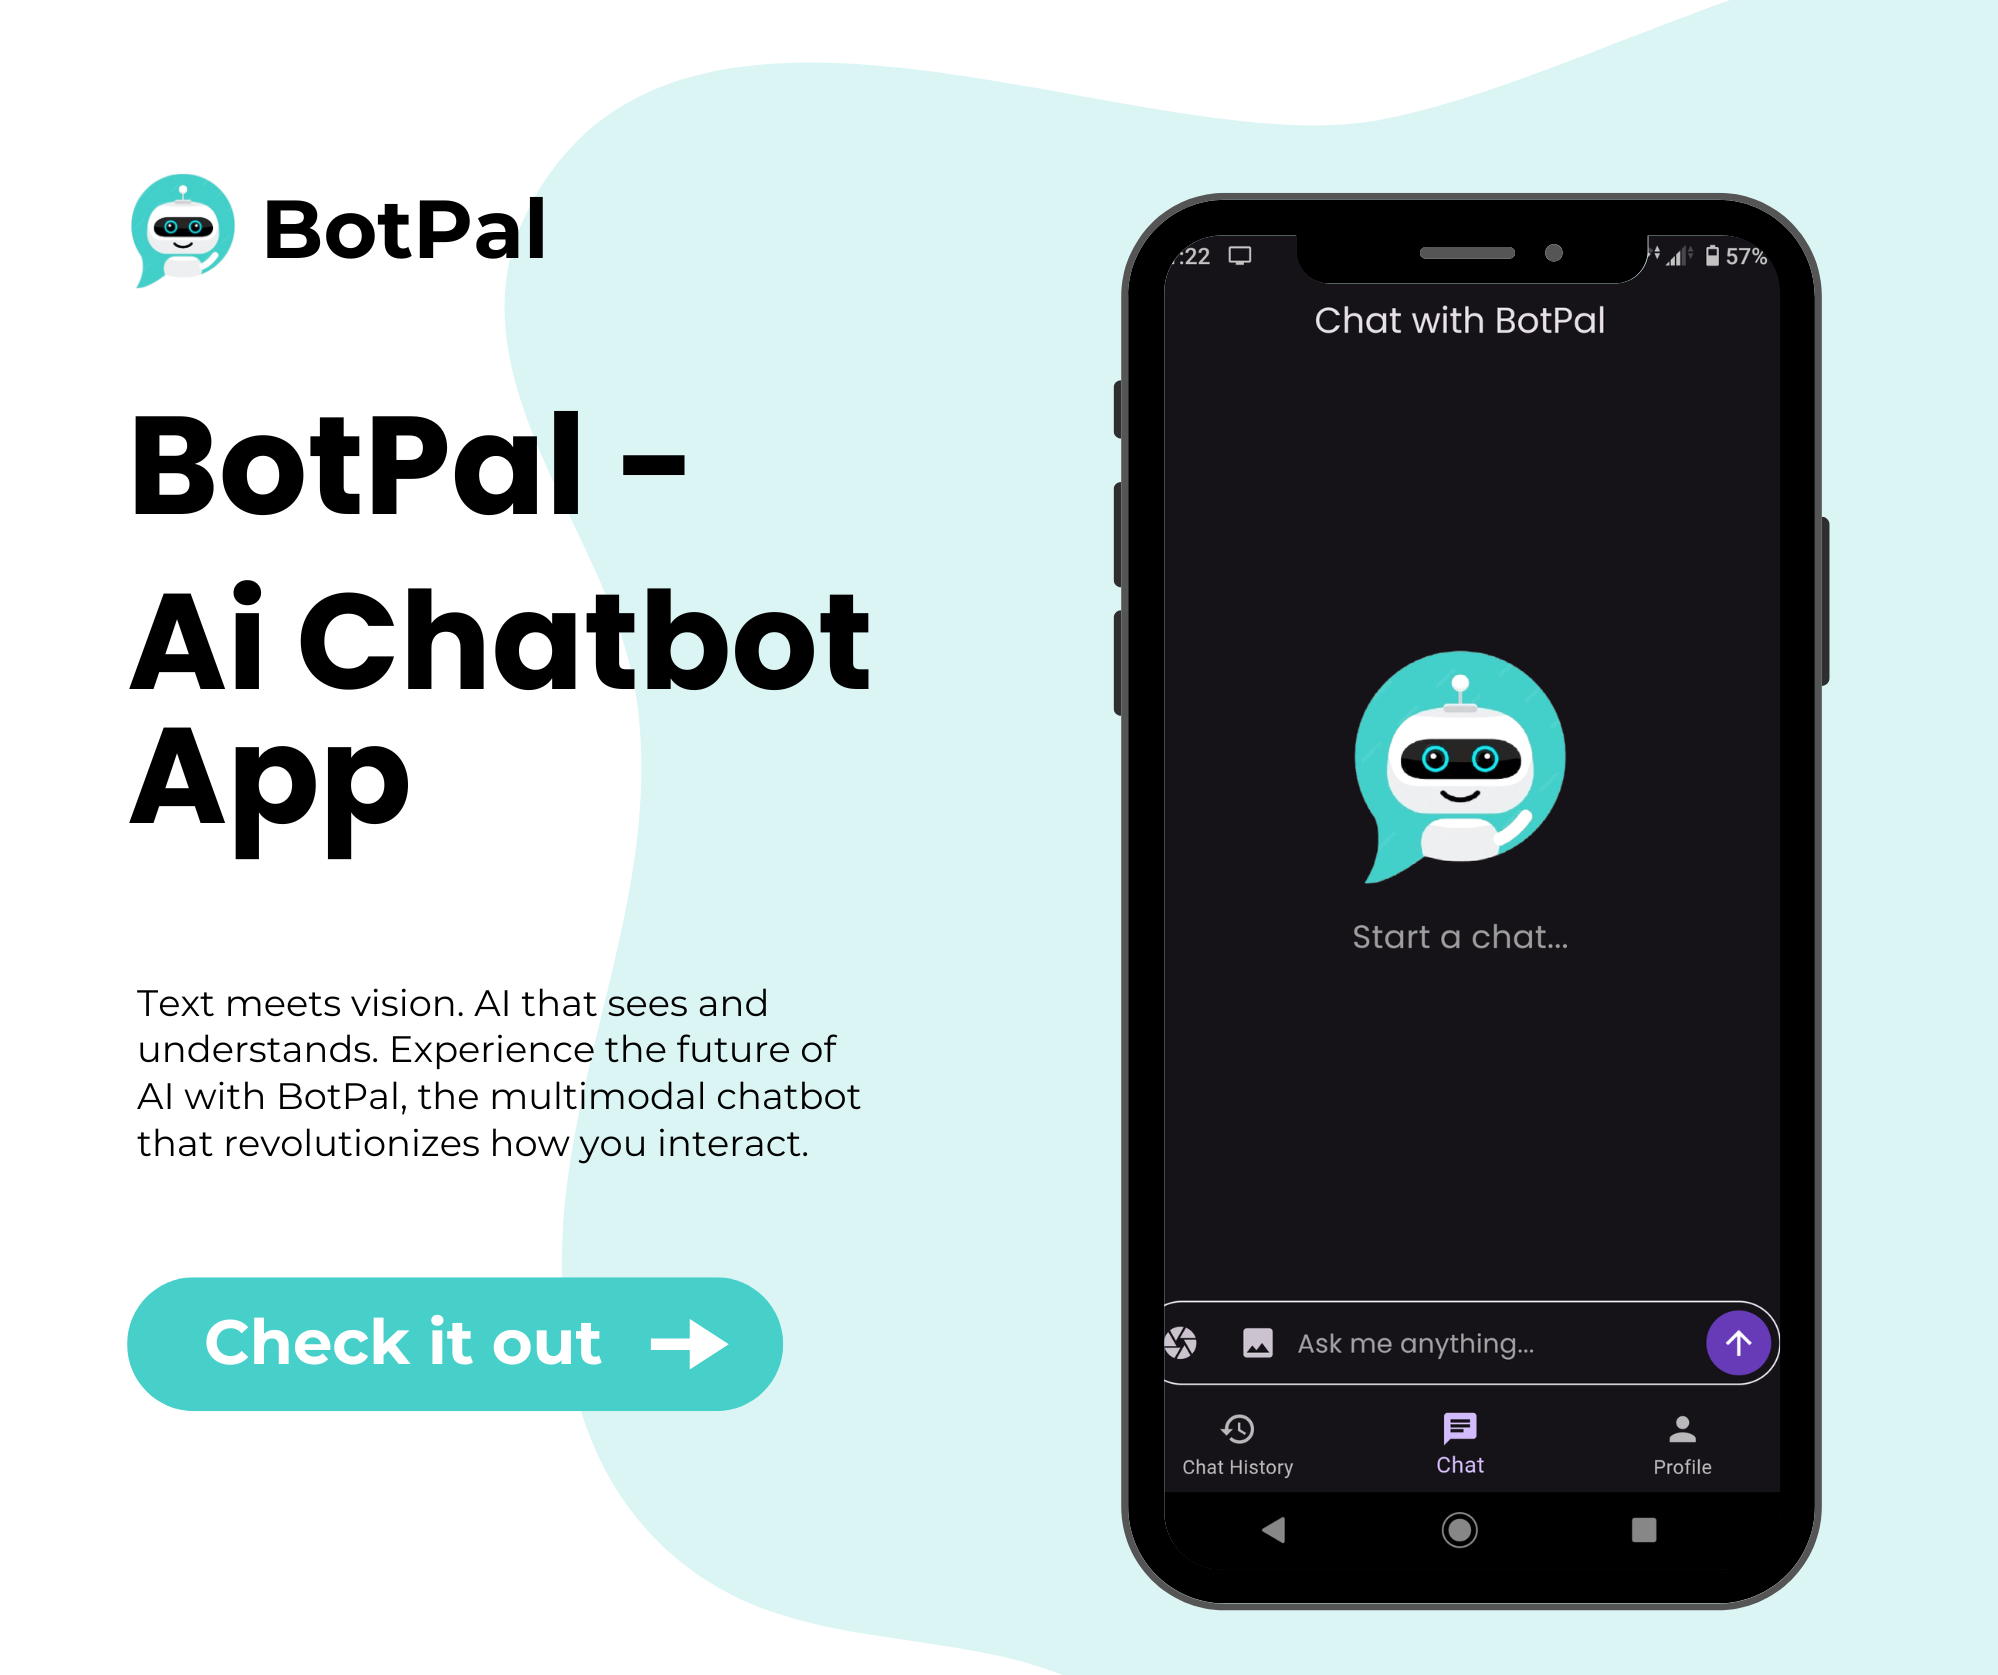 BotPal
BotPal -
Ai Chatbot
App
Text meets vision. AI that sees and
understands. Experience the future of
AI with BotPal, the multimodal chatbot
that revolutionizes how you interact.
Check it out
:22 57%
Chat with BotPal
Start a chat...
Ask me anything...
Chat History Chat Profile